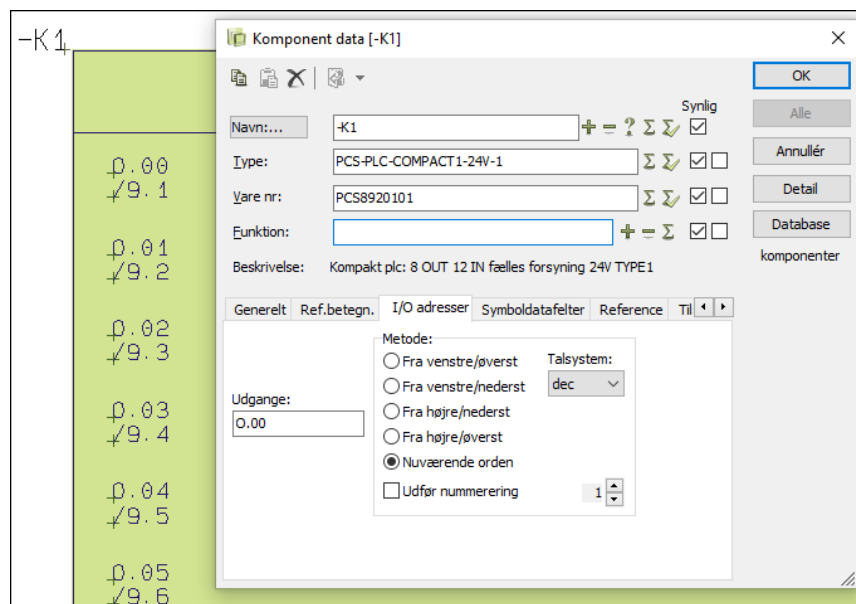 -K1
O.00
/9.1
O.01
/9.2
O.02
/9.3
O.03
/9.4
O.04
/9.5
O.05
/9.6
Komponent data [-K1]
Synlig
Navn:...
-K1
Type:
PCS-PLC-COMPACT1-24V-1
Vare nr:
PCS8920101
Funktion:
Beskrivelse: Kompakt plc: 8 OUT 12 IN fælles forsyning 24V TYPE1
OK
Alle
Annullér
Detail
Database
komponenter
Generelt Ref.betegn. I/O adresser Symboldatafelter Reference Til
Udgange:
O.00
Metode:
Fra venstre/øverst
Fra venstre/nederst
Fra højre/nederst
Fra højre/øverst
Nuværende orden
Udfør nummerering 1
Talsystem:
dec